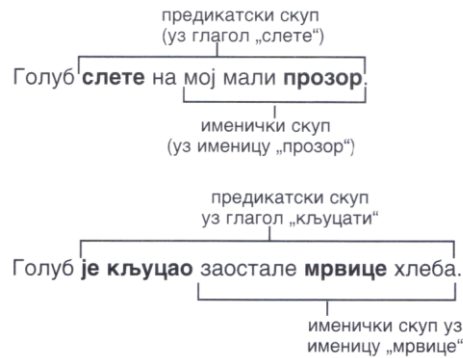 предикатски скуп
(уз глагол „слете“)
Голуб слете на мој мали прозор.
именички скуп
(уз именицу „прозор“)
предикатски скуп
уз глагол „кљуцати“
Голуб је кљуцао заостале мрвице хлеба.
именички скуп уз
именицу „мрвице“